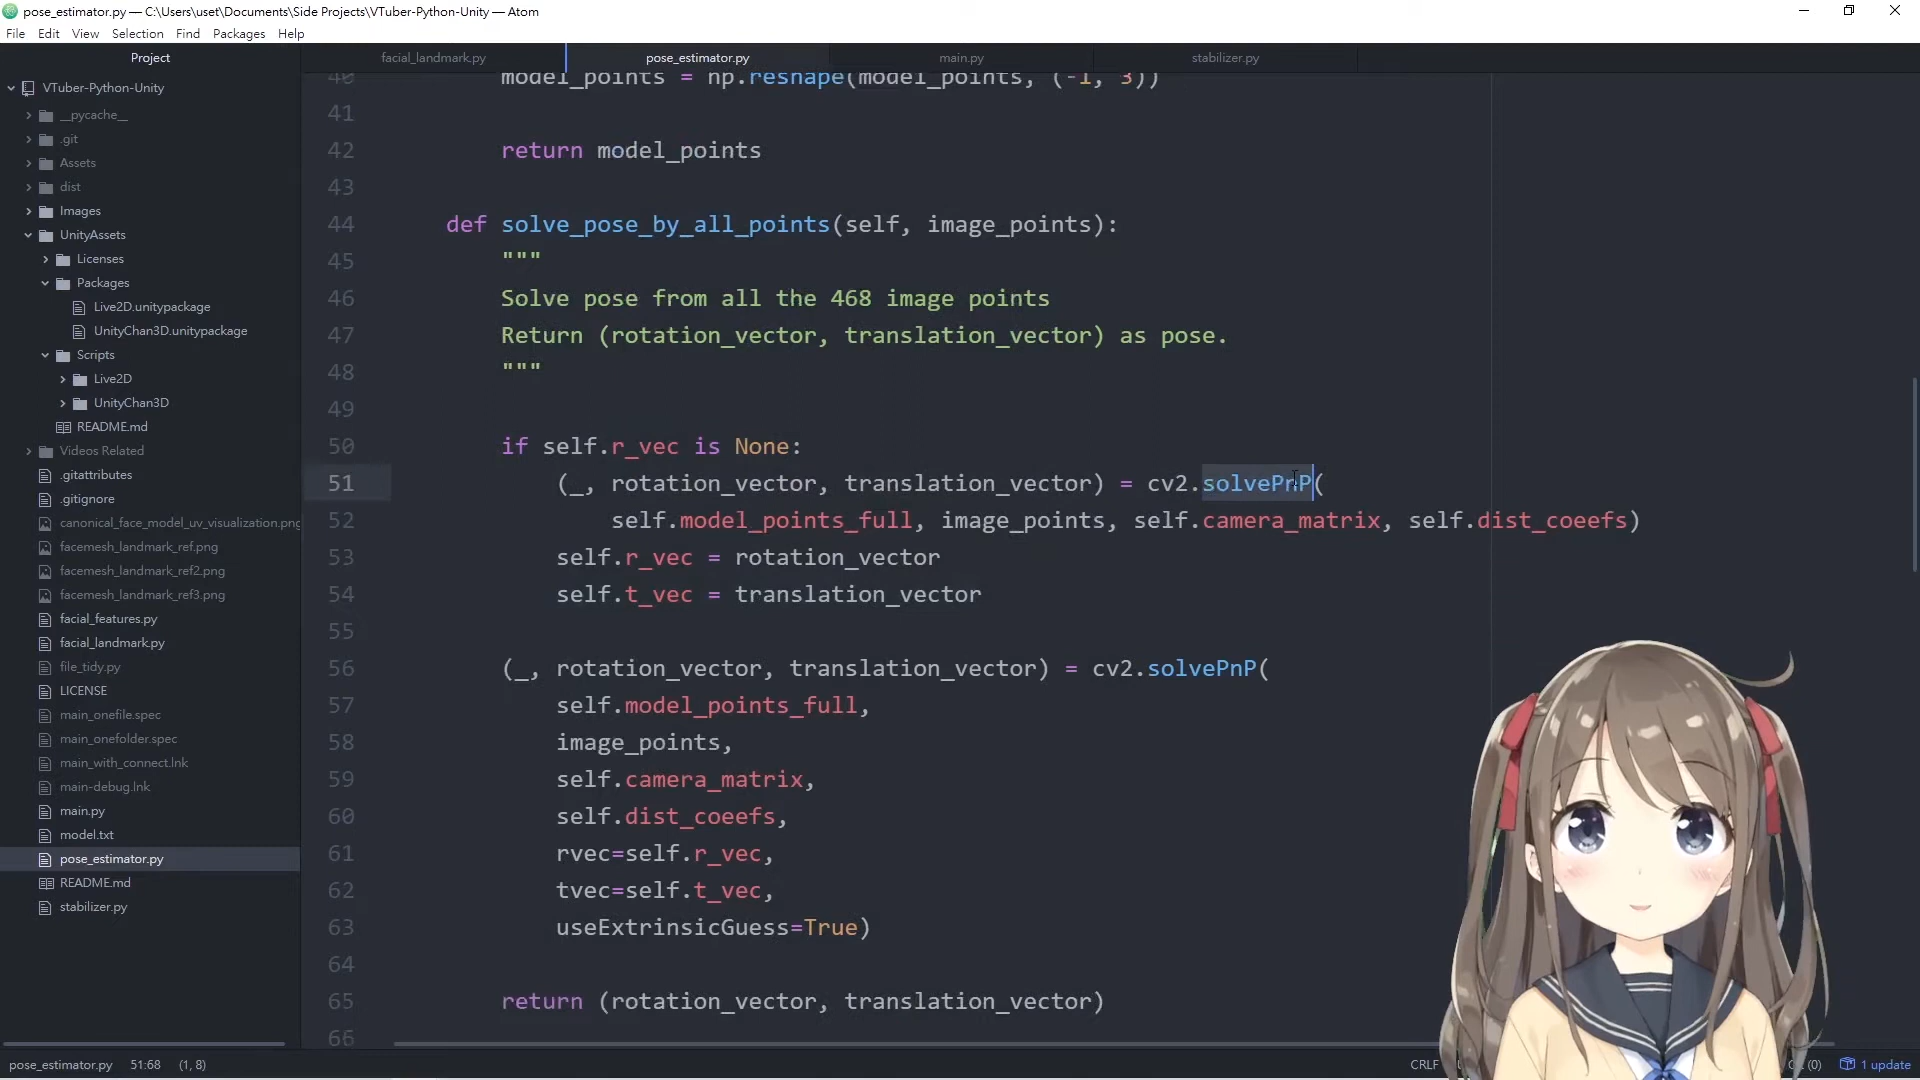 pose_estimator.py — C:\Users\uset\Documents\Side Projects\VTuber-Python-Unity — Atom
File Edit View Selection Find Packages Help
Project
facial_landmark.py pose_estimator.py main.py stabilizer.py
VTuber-Python-Unity
__pycache__
.git
Assets
dist
Images
UnityAssets
Licenses
Packages
Live2D.unitypackage
UnityChan3D.unitypackage
Scripts
Live2D
UnityChan3D
README.md
Videos Related
.gitattributes
.gitignore
canonical_face_model_uv_visualization.png
facemesh_landmark_ref.png
facemesh_landmark_ref2.png
facemesh_landmark_ref3.png
facial_features.py
facial_landmark.py
file_tidy.py
LICENSE
main_onefile.spec
main_onefolder.spec
main_with_connect.lnk
main-debug.lnk
main.py
model.txt
pose_estimator.py
README.md
stabilizer.py
40 model_points = np.reshape(model_points, (-1, 3))
41
42 return model_points
43
44 def solve_pose_by_all_points(self, image_points):
45 """
46 Solve pose from all the 468 image points
47 Return (rotation_vector, translation_vector) as pose.
48 """
49
50 if self.r_vec is None:
51 (_, rotation_vector, translation_vector) = cv2.solvePnP(
52 self.model_points_full, image_points, self.camera_matrix, self.dist_coeefs)
53 self.r_vec = rotation_vector
54 self.t_vec = translation_vector
55
56 (_, rotation_vector, translation_vector) = cv2.solvePnP(
57 self.model_points_full,
58 image_points,
59 self.camera_matrix,
60 self.dist_coeefs,
61 rvec=self.r_vec,
62 tvec=self.t_vec,
63 useExtrinsicGuess=True)
64
65 return (rotation_vector, translation_vector)
66
pose_estimator.py 51:68 (1, 8) CRLF (0) 1 update